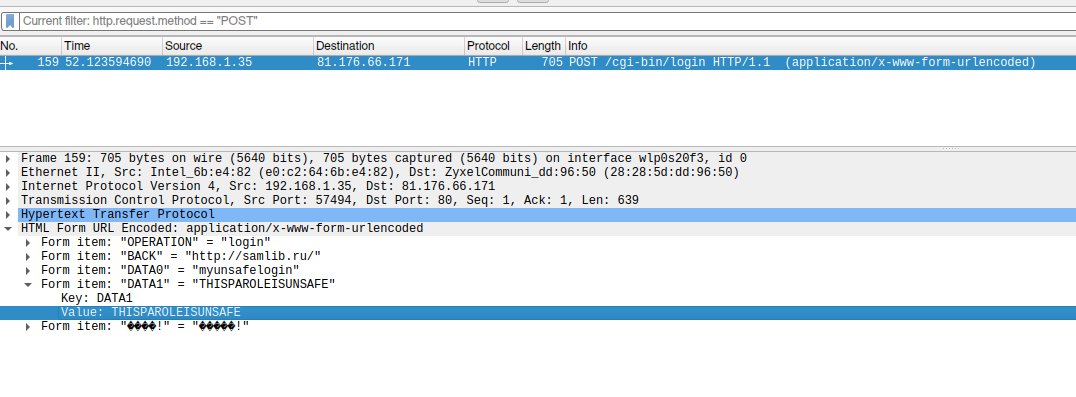 Current filter: http.request.method == "POST"
No. Time Source Destination Protocol Length Info
159 52.123594690 192.168.1.35 81.176.66.171 HTTP 705 POST /cgi-bin/login HTTP/1.1 (application/x-www-form-urlencoded)
Frame 159: 705 bytes on wire (5640 bits), 705 bytes captured (5640 bits) on interface wlp0s20f3, id 0
Ethernet II, Src: Intel_6b:e4:82 (e0:c2:64:6b:e4:82), Dst: ZyxelCommuni_dd:96:50 (28:28:5d:dd:96:50)
Internet Protocol Version 4, Src: 192.168.1.35, Dst: 81.176.66.171
Transmission Control Protocol, Src Port: 57494, Dst Port: 80, Seq: 1, Ack: 1, Len: 639
Hypertext Transfer Protocol
HTML Form URL Encoded: application/x-www-form-urlencoded
Form item: "OPERATION" = "login"
Form item: "BACK" = "http://samlib.ru/"
Form item: "DATA0" = "myunsafelogin"
Form item: "DATA1" = "THISPAROLEISUNSAFE"
Key: DATA1
Value: THISPAROLEISUNSAFE
Form item: "����!" = "�����!"